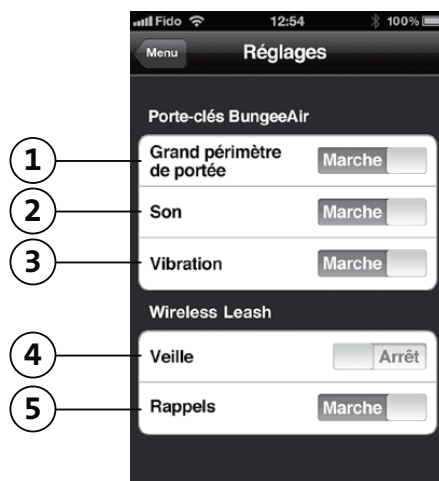 Fido 12:54 100%
Menu Réglages
Porte-clés BungeeAir
1 Grand périmètre de portée Marche
2 Son Marche
3 Vibration Marche
Wireless Leash
4 Veille Arrêt
5 Rappels Marche